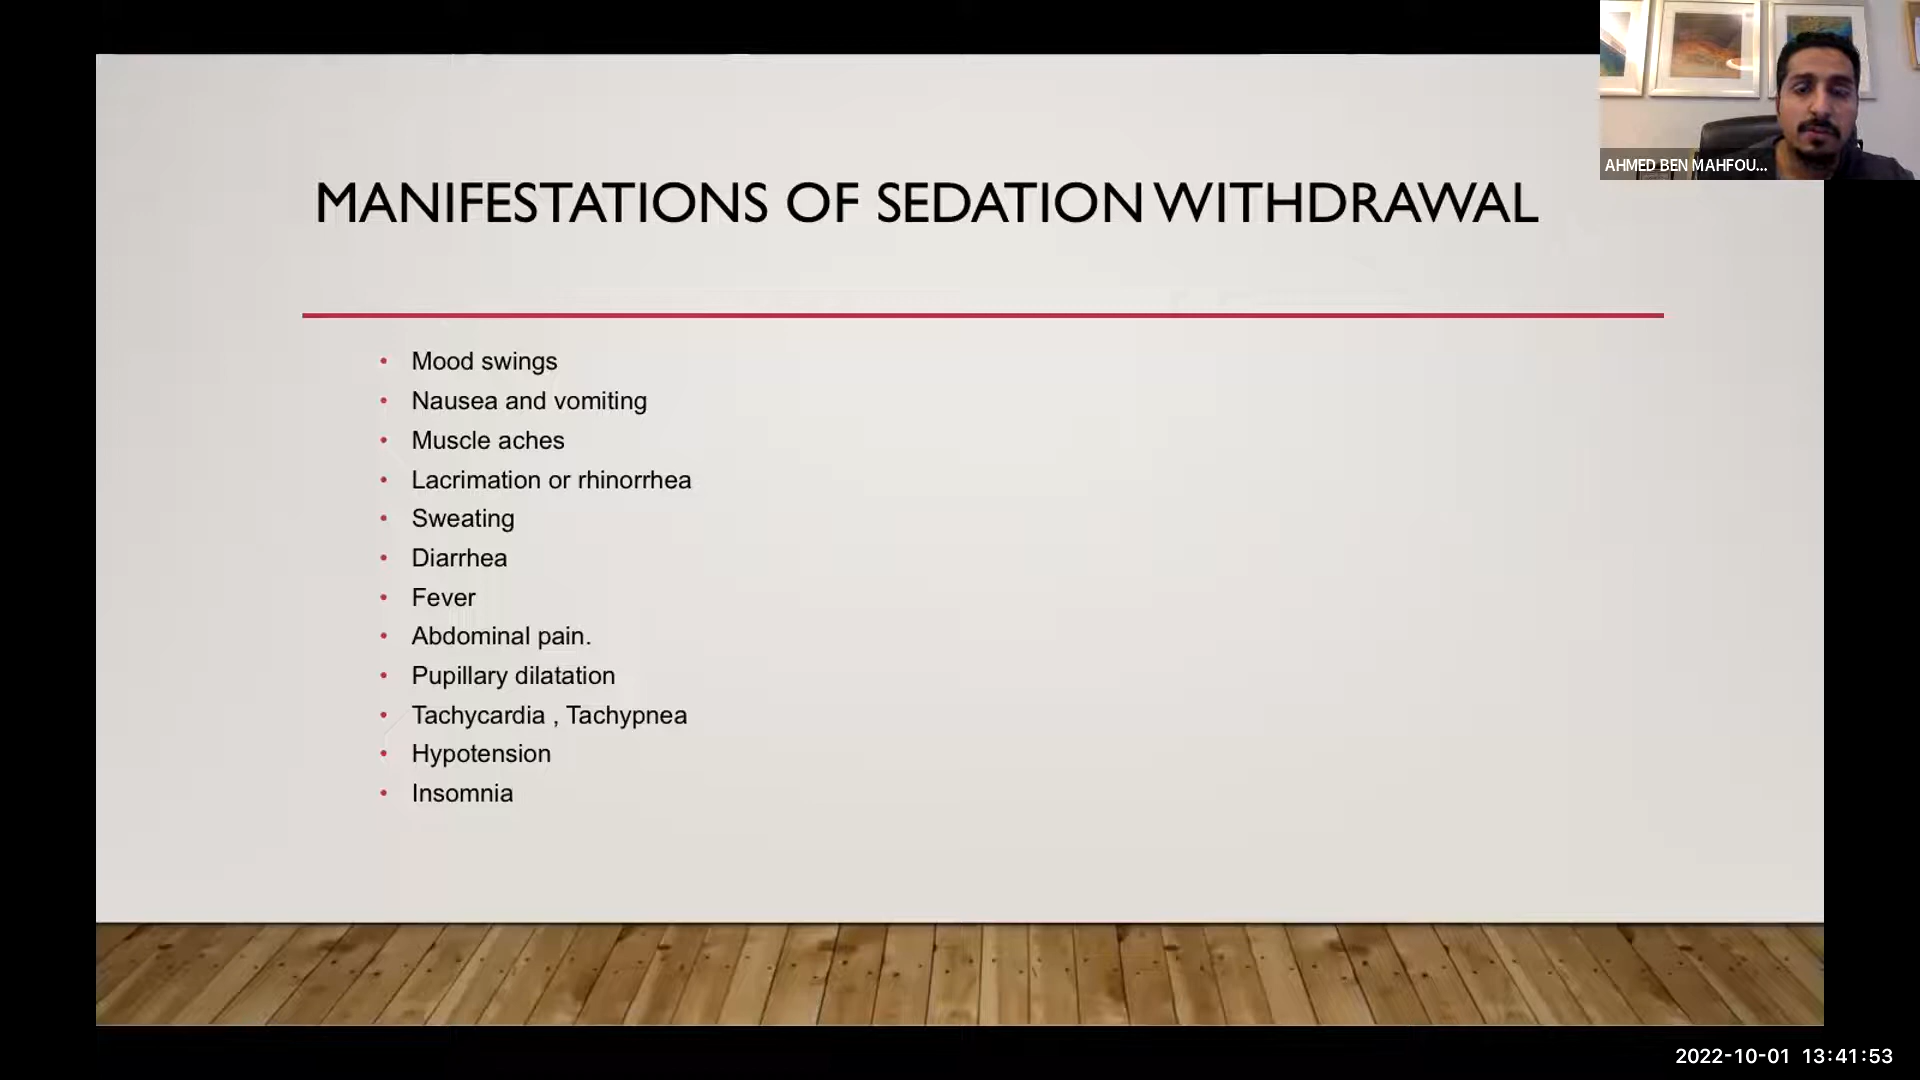 AHMED BEN MAHFOU...
MANIFESTATIONS OF SEDATION WITHDRAWAL
• Mood swings
• Nausea and vomiting
• Muscle aches
• Lacrimation or rhinorrhea
• Sweating
• Diarrhea
• Fever
• Abdominal pain.
• Pupillary dilatation
• Tachycardia , Tachypnea
• Hypotension
• Insomnia
2022-10-01 13:41:53